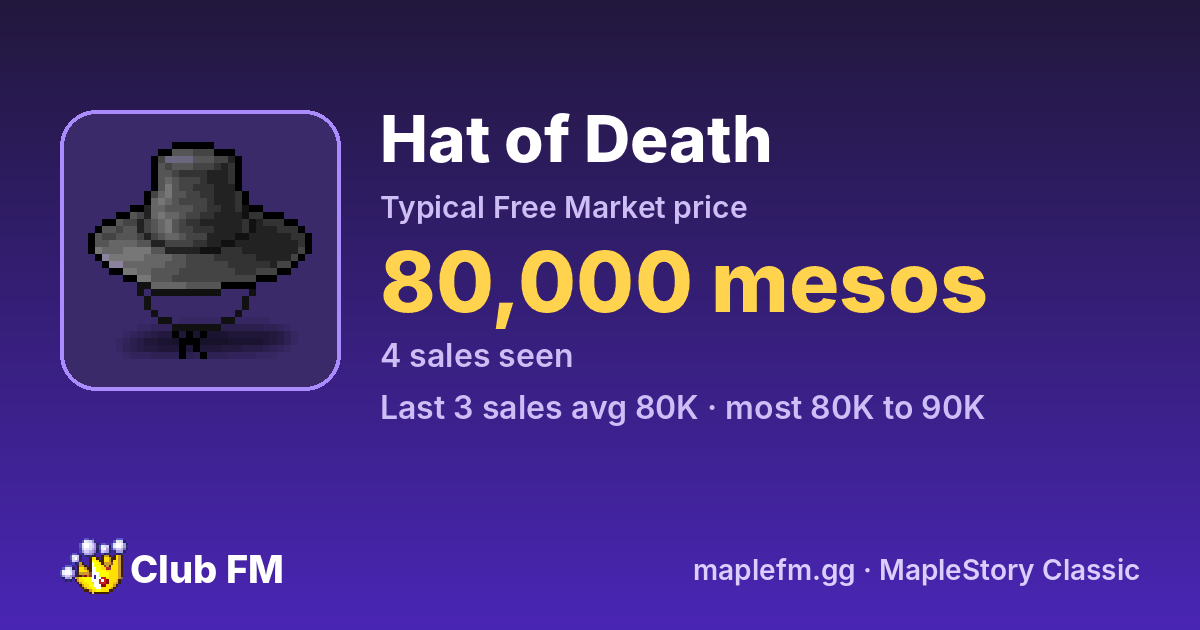 Hat of Death
Typical Free Market price
80,000 mesos
4 sales seen
Last 3 sales avg 80K · most 80K to 90K
Club FM
maplefm.gg · MapleStory Classic